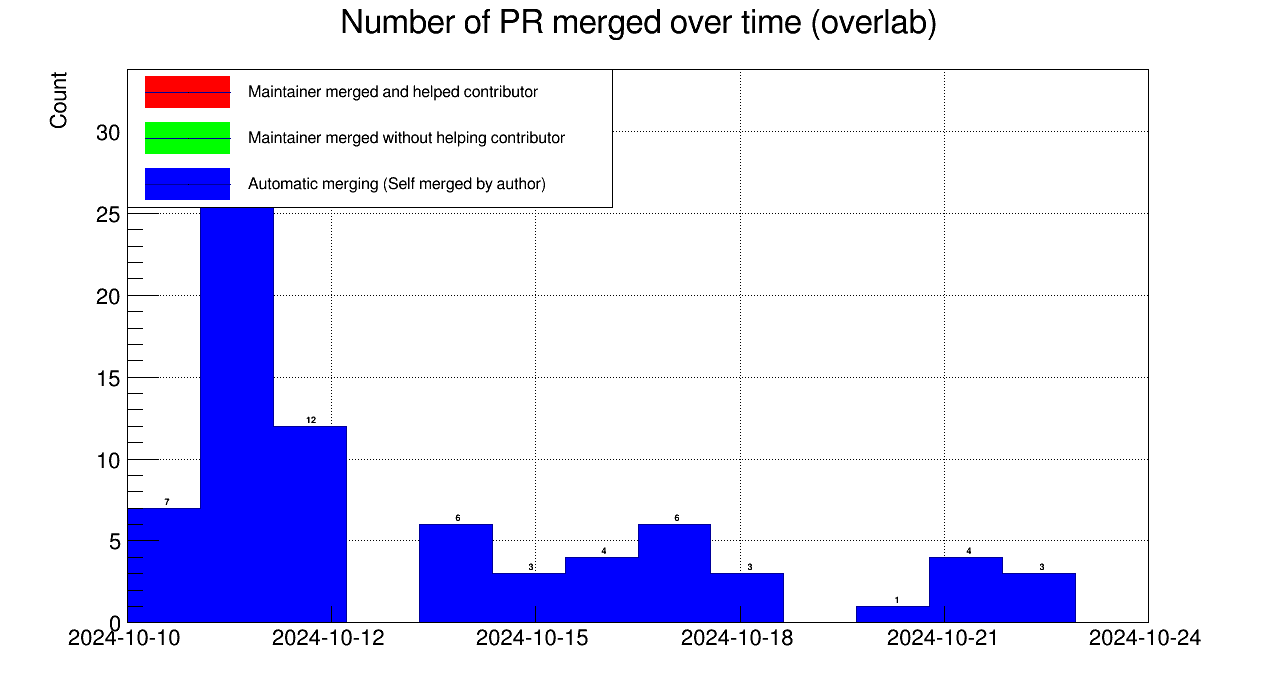 Number of PR merged over time (overlab)
Count
Maintainer merged and helped contributor
Maintainer merged without helping contributor
Automatic merging (Self merged by author)
30
25
20
15
10
5
0
7
12
6
3
4
6
3
1
4
3
2024-10-10 2024-10-12 2024-10-15 2024-10-18 2024-10-21 2024-10-24